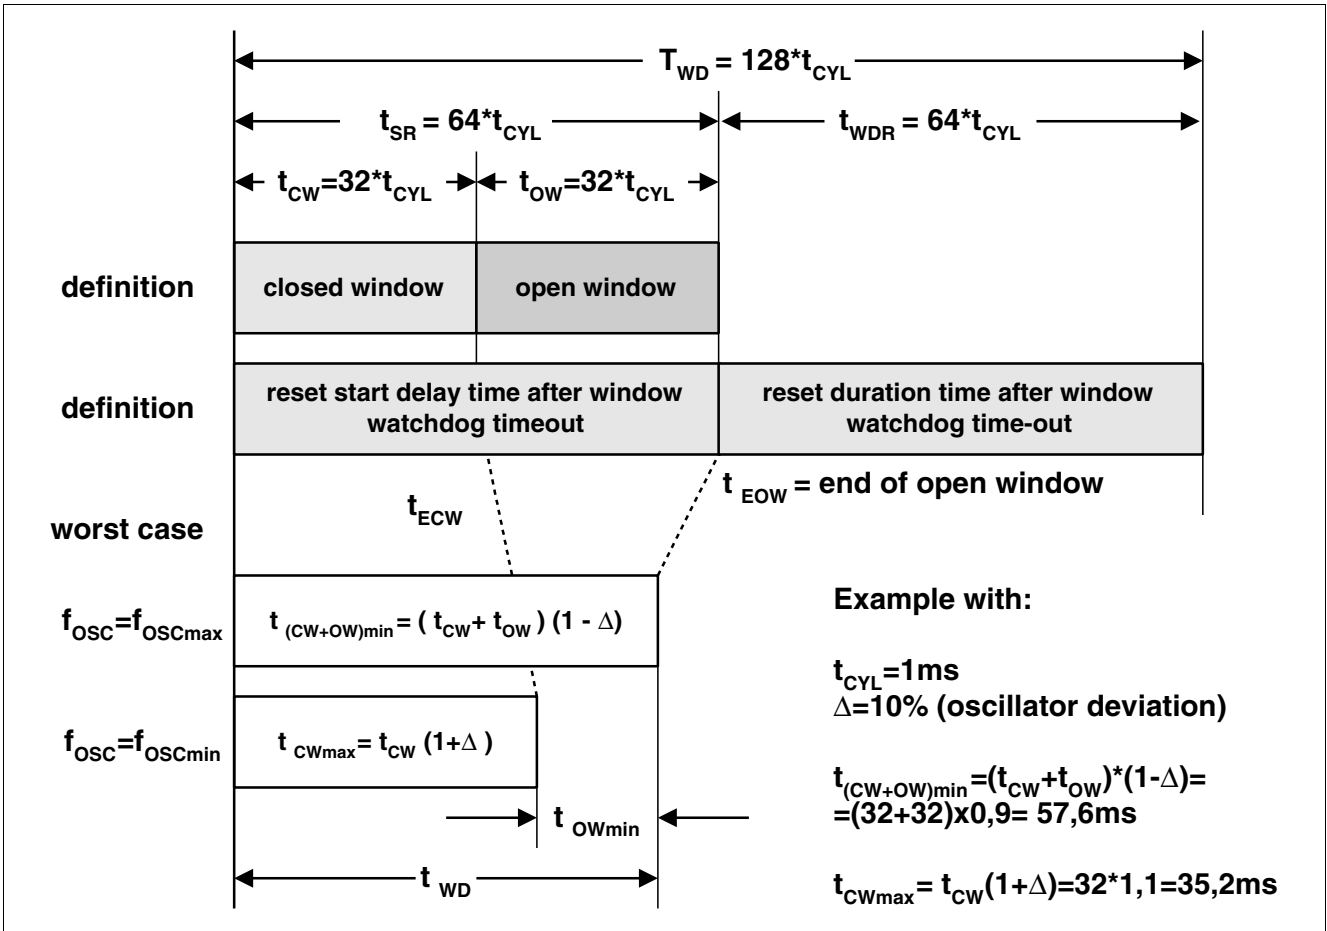 T_WD = 128*t_CYL
t_SR = 64*t_CYL
t_WDR = 64*t_CYL
t_CW=32*t_CYL
t_OW=32*t_CYL
definition
closed window
open window
definition
reset start delay time after window
watchdog timeout
reset duration time after window
watchdog time-out
t_ECW
t_EOW = end of open window
worst case
f_OSC=f_OSCmax
t_(CW+OW)min = ( t_CW+ t_OW ) (1 - Δ)
f_OSC=f_OSCmin
t_CWmax= t_CW (1+Δ )
t_OWmin
t_WD
Example with:
t_CYL=1ms
Δ=10% (oscillator deviation)
t_(CW+OW)min=(t_CW+t_OW)*(1-Δ)=
=(32+32)x0,9= 57,6ms
t_CWmax= t_CW(1+Δ)=32*1,1=35,2ms